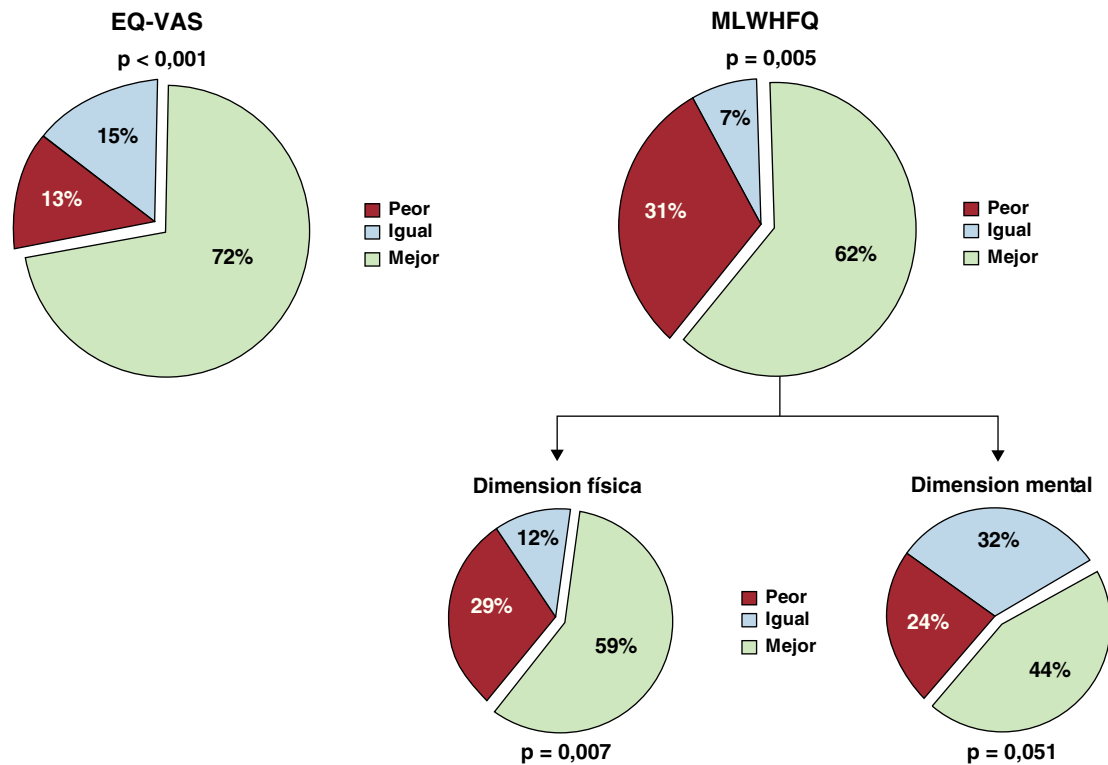 EQ-VAS
p < 0,001
15%
13%
72%
Peor
Igual
Mejor
MLWHFQ
p = 0,005
7%
31%
62%
Peor
Igual
Mejor
Dimension física
12%
29%
59%
p = 0,007
Peor
Igual
Mejor
Dimension mental
32%
24%
44%
p = 0,051